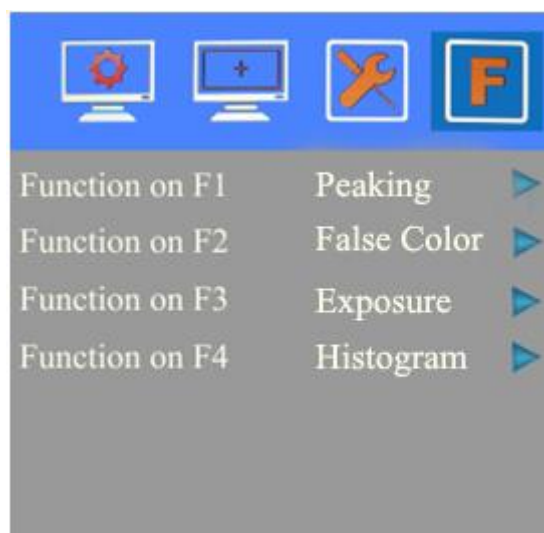 F
Function on F1 Peaking
Function on F2 False Color
Function on F3 Exposure
Function on F4 Histogram